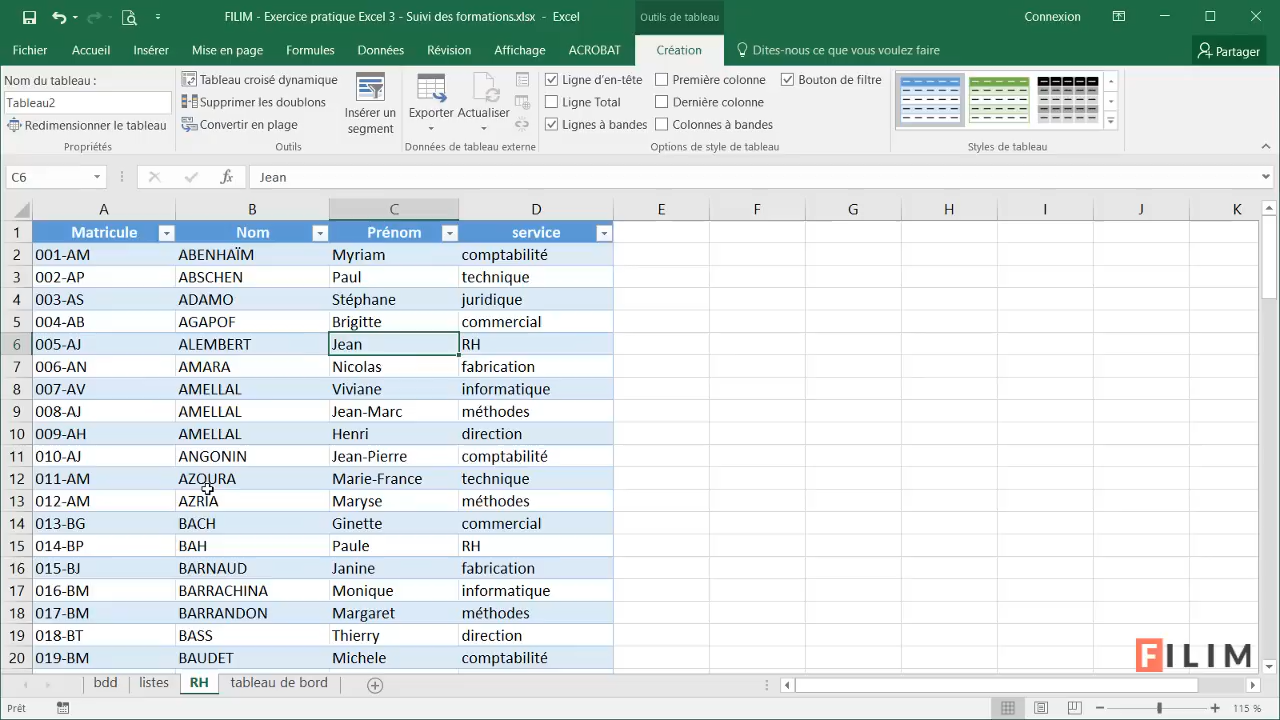 FILIM - Exercice pratique Excel 3 - Suivi des formations.xlsx - Excel
Outils de tableau
Connexion
Fichier Accueil Insérer Mise en page Formules Données Révision Affichage ACROBAT Création Dites-nous ce que vous voulez faire Partager
Nom du tableau :
Tableau2
Redimensionner le tableau
Propriétés
Tableau croisé dynamique
Supprimer les doublons
Convertir en plage
Outils
Insérer un
segment
Exporter Actualiser
Données de tableau externe
Ligne d'en-tête Première colonne Bouton de filtre
Ligne Total Dernière colonne
Lignes à bandes Colonnes à bandes
Options de style de tableau
Styles de tableau
C6 fx Jean
A B C D E F G H I J K
1 Matricule Nom Prénom service
2 001-AM ABENHAÏM Myriam comptabilité
3 002-AP ABSCHEN Paul technique
4 003-AS ADAMO Stéphane juridique
5 004-AB AGAPOF Brigitte commercial
6 005-AJ ALEMBERT Jean RH
7 006-AN AMARA Nicolas fabrication
8 007-AV AMELLAL Viviane informatique
9 008-AJ AMELLAL Jean-Marc méthodes
10 009-AH AMELLAL Henri direction
11 010-AJ ANGONIN Jean-Pierre comptabilité
12 011-AM AZOURA Marie-France technique
13 012-AM AZRIA Maryse méthodes
14 013-BG BACH Ginette commercial
15 014-BP BAH Paule RH
16 015-BJ BARNAUD Janine fabrication
17 016-BM BARRACHINA Monique informatique
18 017-BM BARRANDON Margaret méthodes
19 018-BT BASS Thierry direction
20 019-BM BAUDET Michele comptabilité
FILIM
bdd listes RH tableau de bord
Prêt
115 %